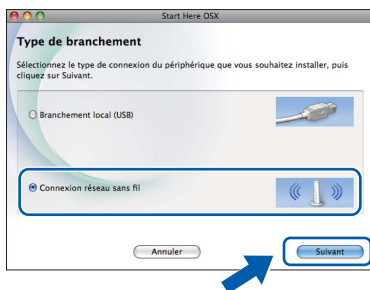 Start Here OSX
Type de branchement
Sélectionnez le type de connexion du périphérique que vous souhaitez installer, puis
cliquez sur Suivant.
Branchement local (USB)
Connexion réseau sans fil
Annuler
Suivant